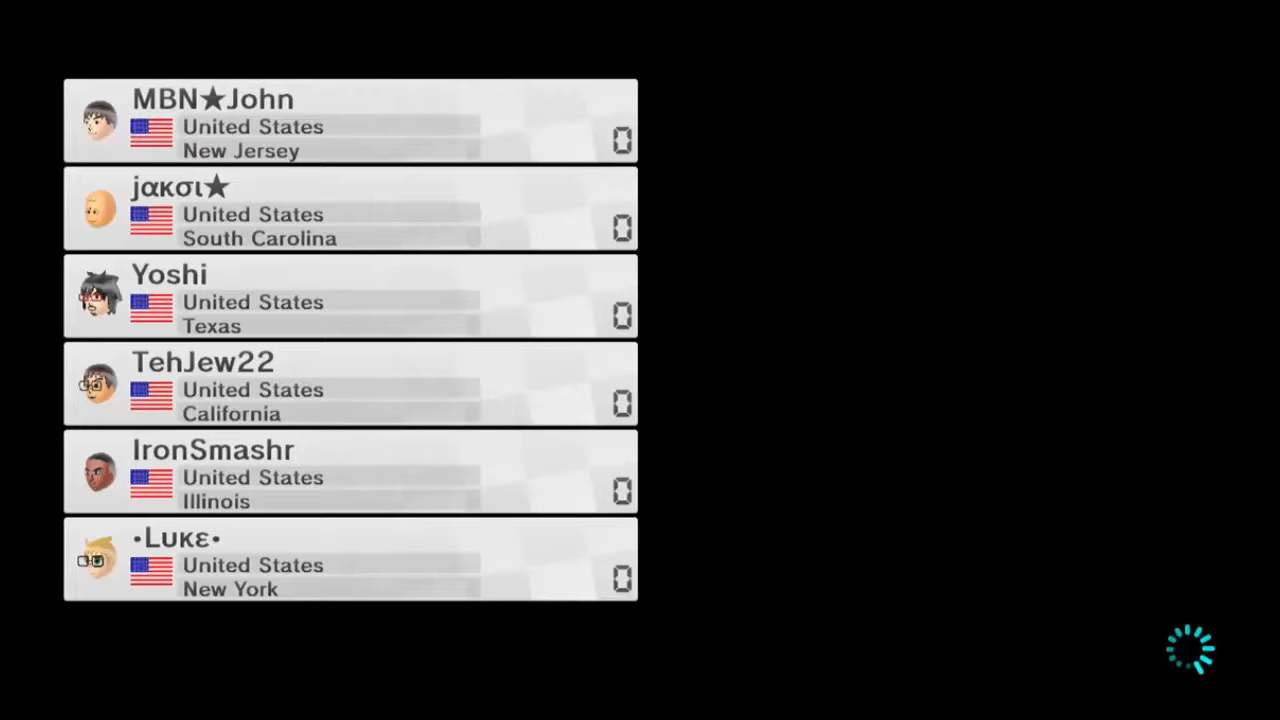 MBN★John
United States
New Jersey
0
jακσι★
United States
South Carolina
0
Yoshi
United States
Texas
0
TehJew22
United States
California
0
IronSmashr
United States
Illinois
0
•Lυκε•
United States
New York
0